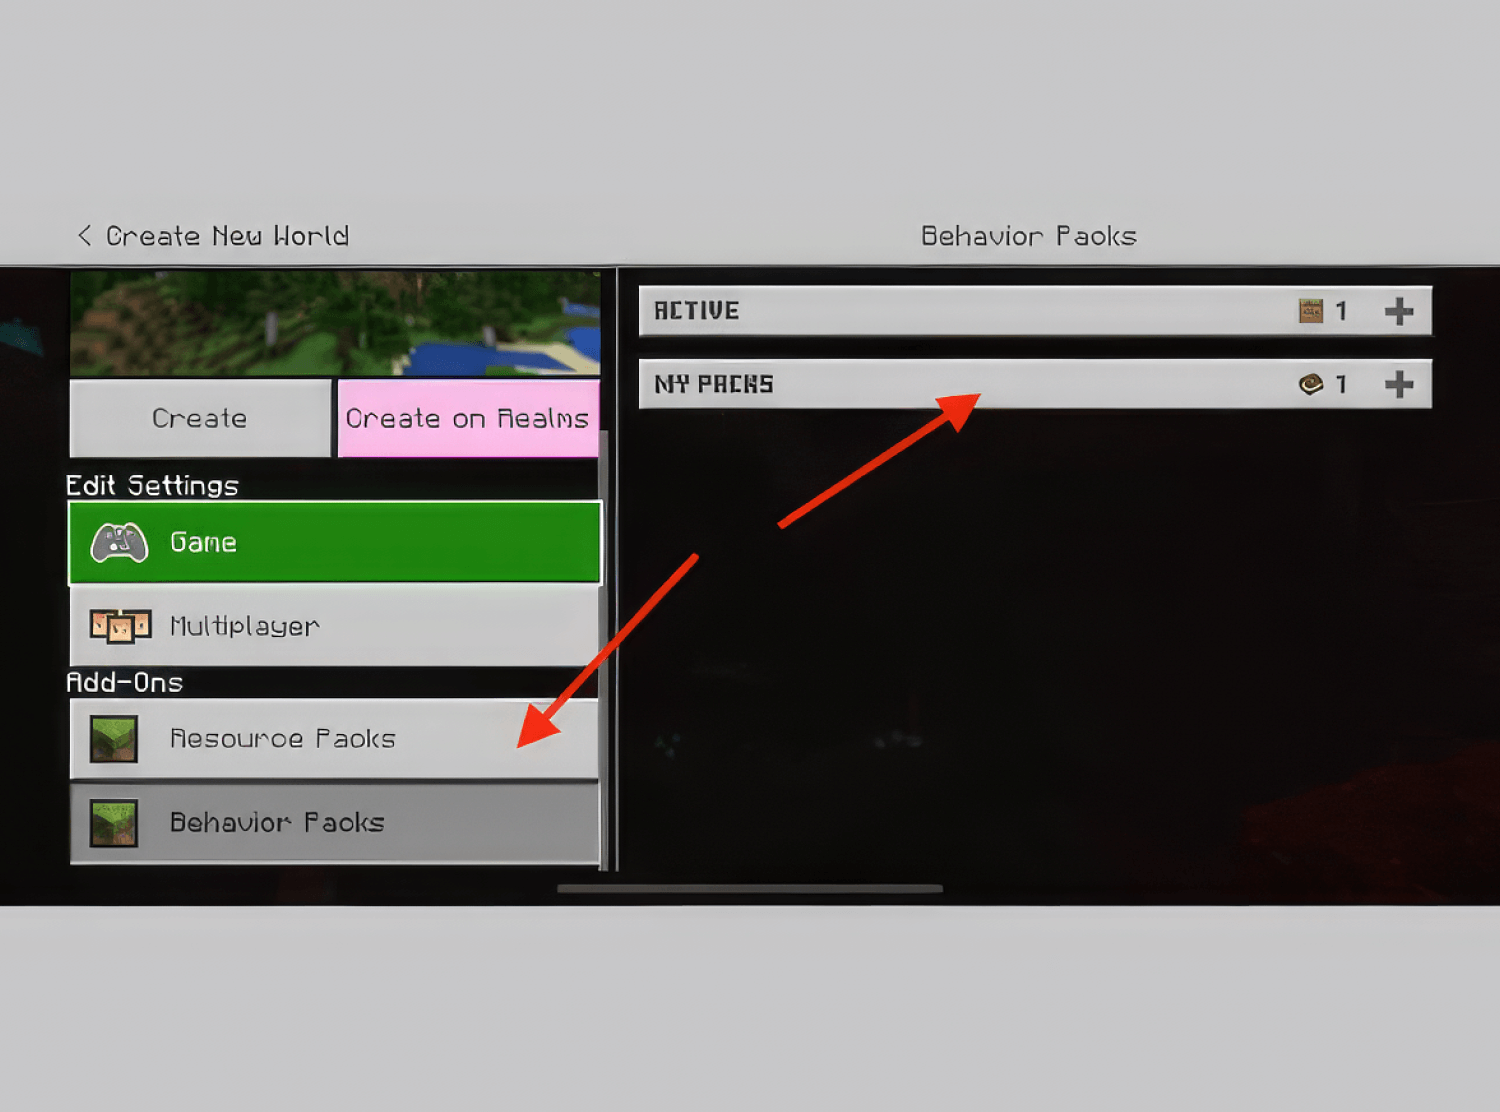 < Create New World
Behavior Packs
ACTIVE
1
MY PACKS
1
Create
Create on Realms
Edit Settings
Game
Multiplayer
Add-Ons
Resource Packs
Behavior Packs